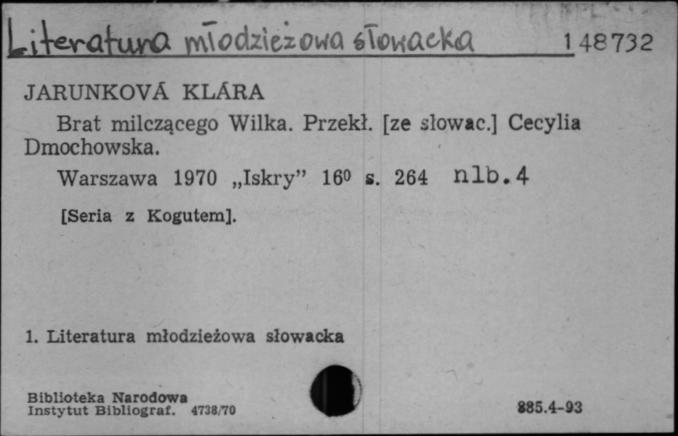 Literatura młodzieżowa słowacka 148732
JARUNKOVÁ KLÁRA
Brat milczącego Wilka. Przekł. [ze słowac.] Cecylia
Dmochowska.
Warszawa 1970 „Iskry” 16⁰ s. 264 nlb.4
[Seria z Kogutem].
1. Literatura młodzieżowa słowacka
Biblioteka Narodowa
Instytut Bibliograf. 4738/70 885.4-93